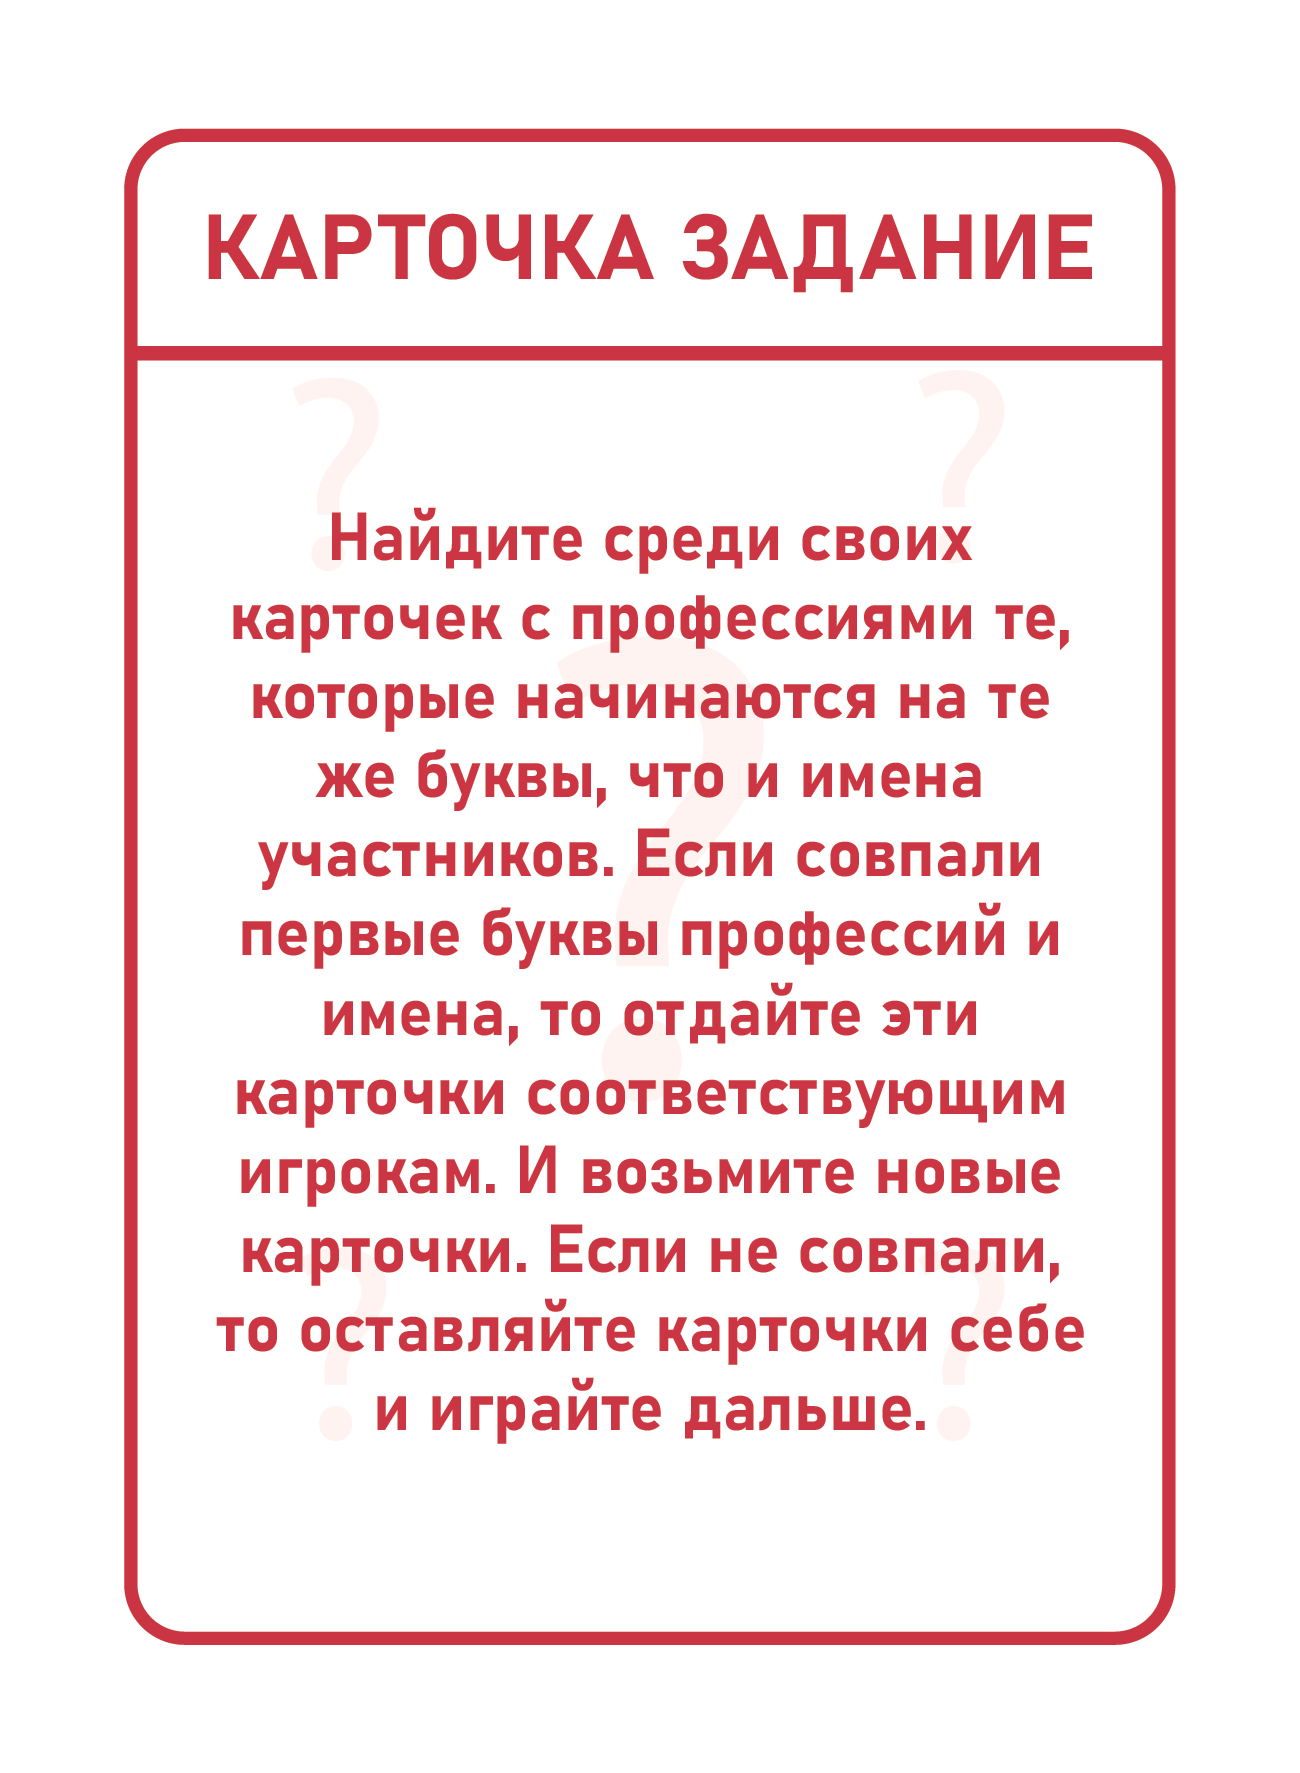 КАРТОЧКА ЗАДАНИЕ
Найдите среди своих
карточек с профессиями те,
которые начинаются на те
же буквы, что и имена
участников. Если совпали
первые буквы профессий и
имена, то отдайте эти
карточки соответствующим
игрокам. И возьмите новые
карточки. Если не совпали,
то оставляйте карточки себе
и играйте дальше.